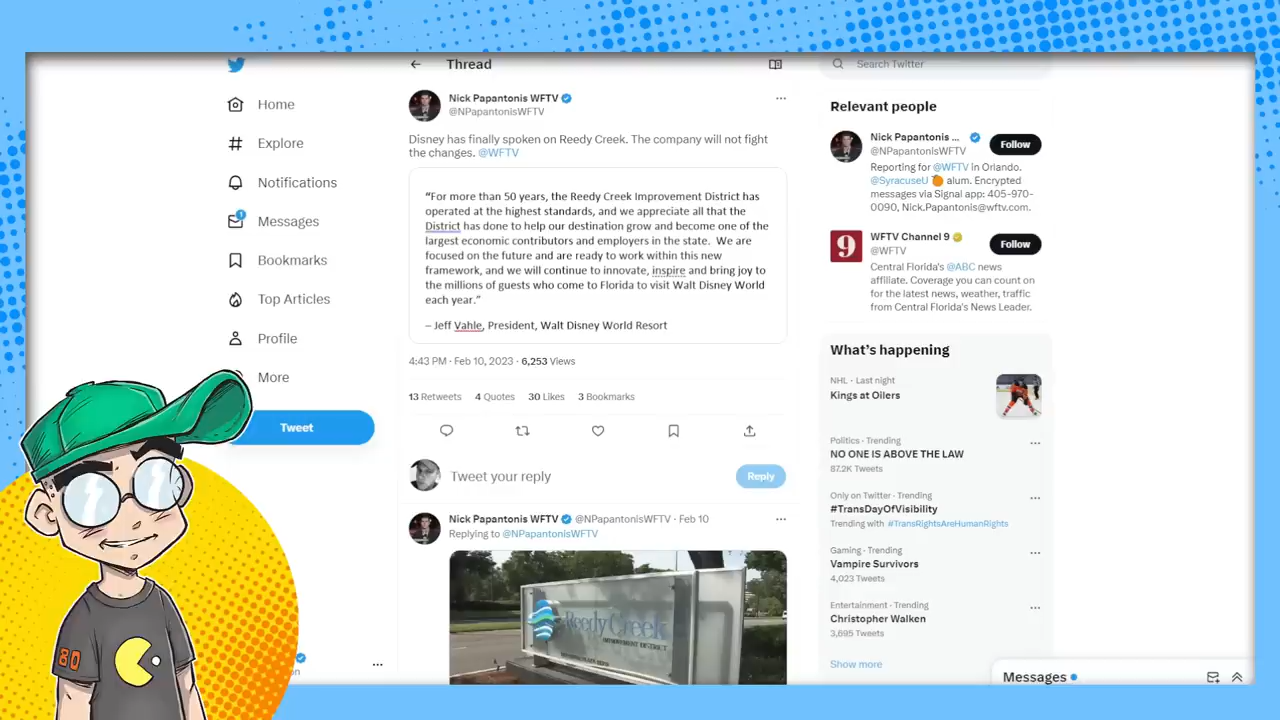 Home
Explore
Notifications
1
Messages
Bookmarks
Top Articles
Profile
More
Tweet
Thread
Nick Papantonis WFTV
@NPapantonisWFTV
Disney has finally spoken on Reedy Creek. The company will not fight
the changes. @WFTV
“For more than 50 years, the Reedy Creek Improvement District has
operated at the highest standards, and we appreciate all that the
District has done to help our destination grow and become one of the
largest economic contributors and employers in the state.  We are
focused on the future and are ready to work within this new
framework, and we will continue to innovate, inspire and bring joy to
the millions of guests who come to Florida to visit Walt Disney World
each year.”
– Jeff Vahle, President, Walt Disney World Resort
4:43 PM · Feb 10, 2023 · 6,253 Views
13 Retweets 4 Quotes 30 Likes 3 Bookmarks
Tweet your reply
Reply
Nick Papantonis WFTV @NPapantonisWFTV · Feb 10
Replying to @NPapantonisWFTV
Reedy Creek
IMPROVEMENT DISTRICT
Search Twitter
Relevant people
Nick Papantonis ...
@NPapantonisWFTV
Follow
Reporting for @WFTV in Orlando.
@SyracuseU 🍊 alum. Encrypted
messages via Signal app: 405-970-
0090, Nick.Papantonis@wftv.com.
9
WFTV Channel 9
@WFTV
Follow
Central Florida's @ABC news
affiliate. Coverage you can count on
for the latest news, weather, traffic
from Central Florida's News Leader.
What’s happening
NHL · Last night
Kings at Oilers
Politics · Trending
NO ONE IS ABOVE THE LAW
87.2K Tweets
Only on Twitter · Trending
#TransDayOfVisibility
Trending with #TransRightsAreHumanRights
Gaming · Trending
Vampire Survivors
4,023 Tweets
Entertainment · Trending
Christopher Walken
3,695 Tweets
Show more
Messages
80